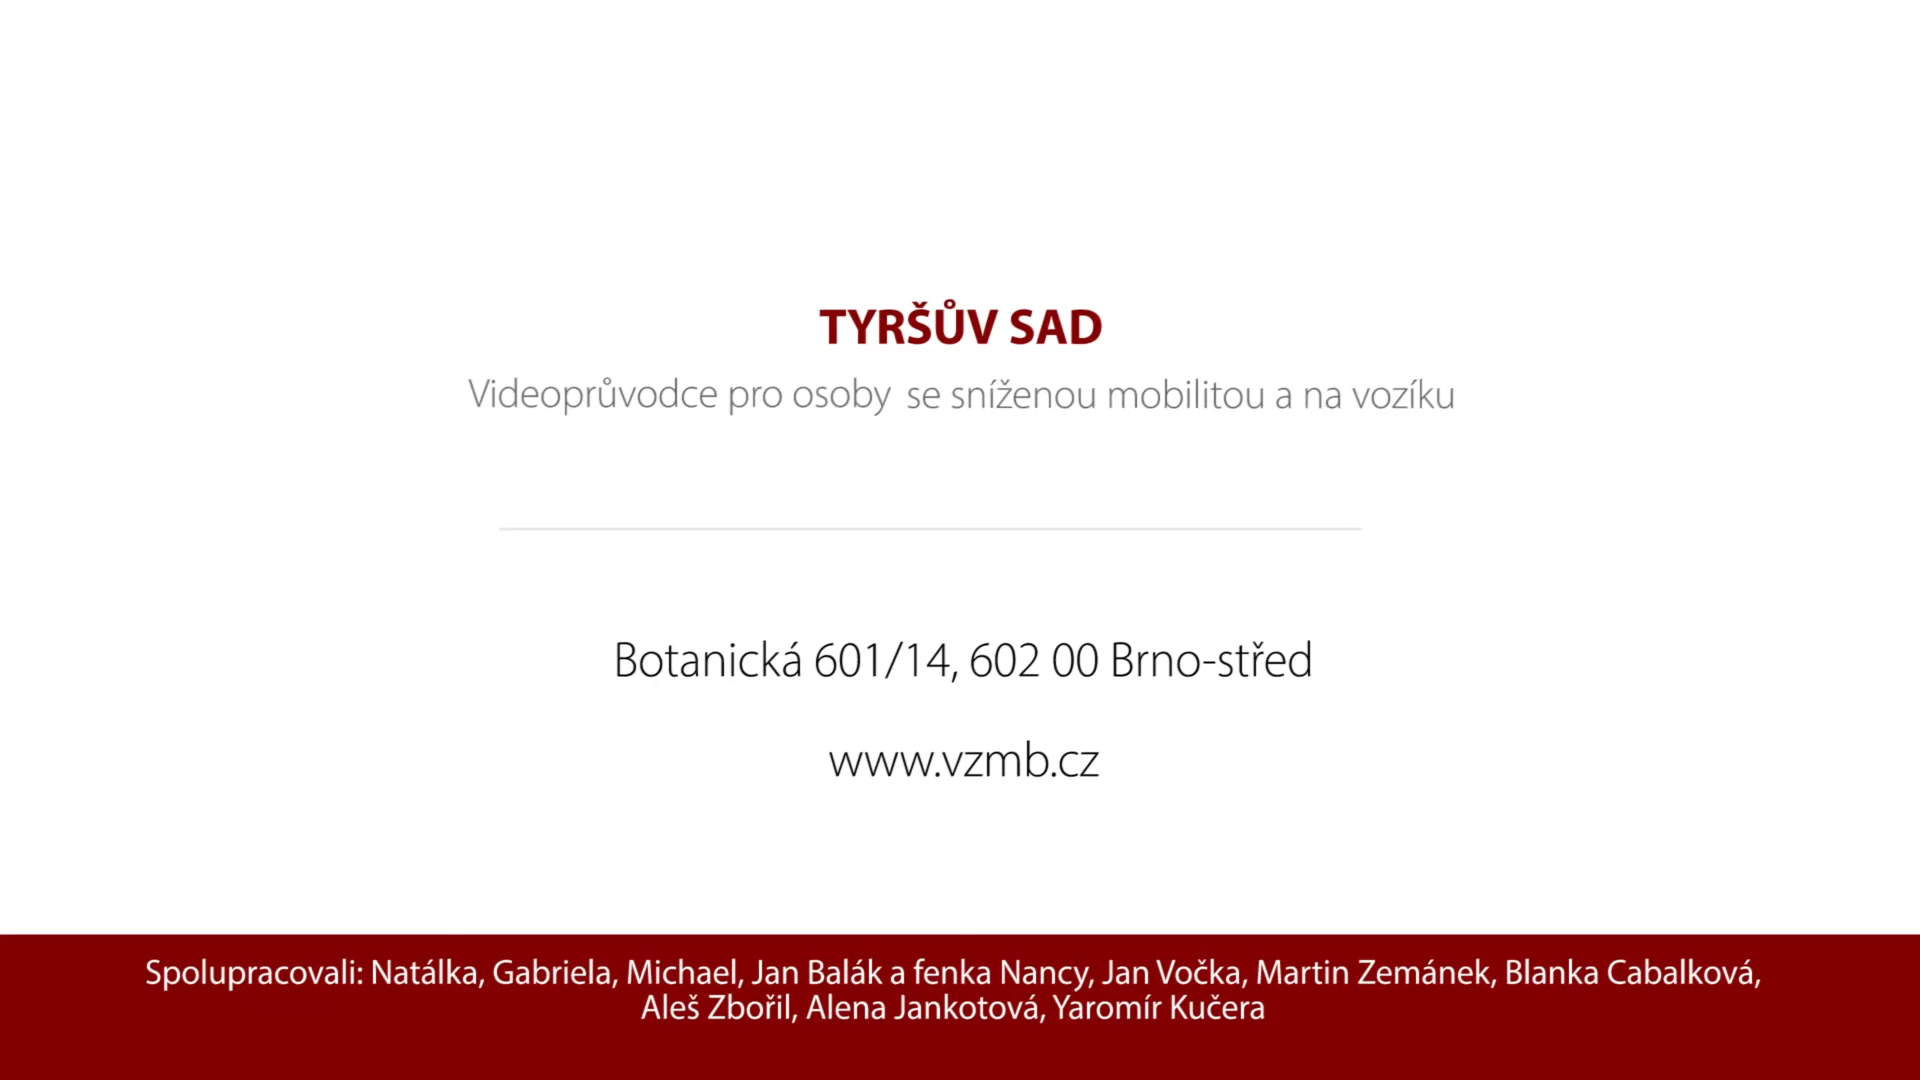 TYRŠŮV SAD
Videoprůvodce pro osoby se sníženou mobilitou a na vozíku
Botanická 601/14, 602 00 Brno-střed
www.vzmb.cz
Spolupracovali: Natálka, Gabriela, Michael, Jan Balák a fenka Nancy, Jan Vočka, Martin Zemánek, Blanka Cabalková,
Aleš Zbořil, Alena Jankotová, Yaromír Kučera